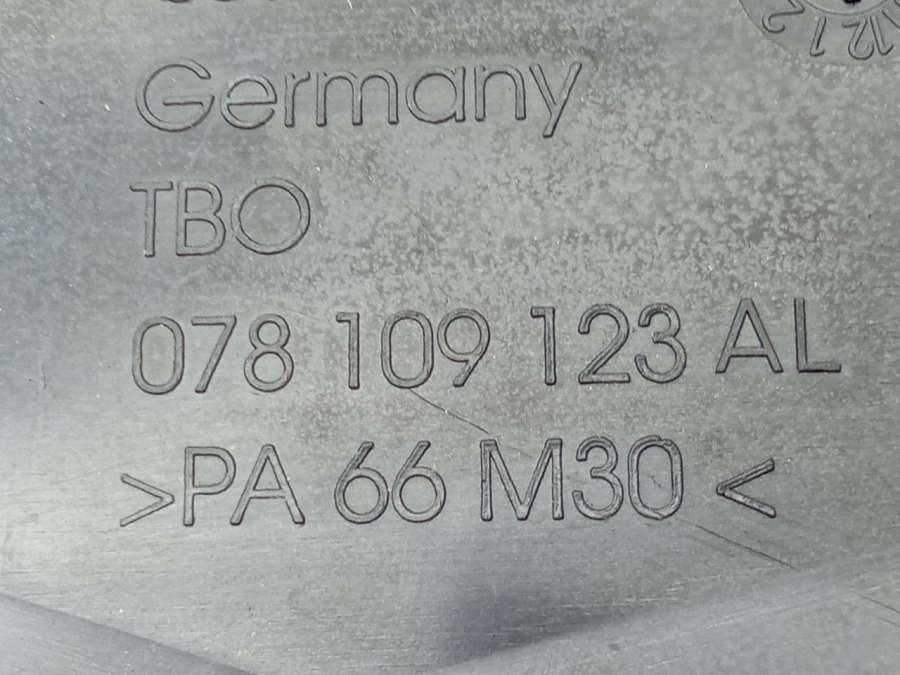 Germany
TBO
078 109 123 AL
>PA 66 M30 <